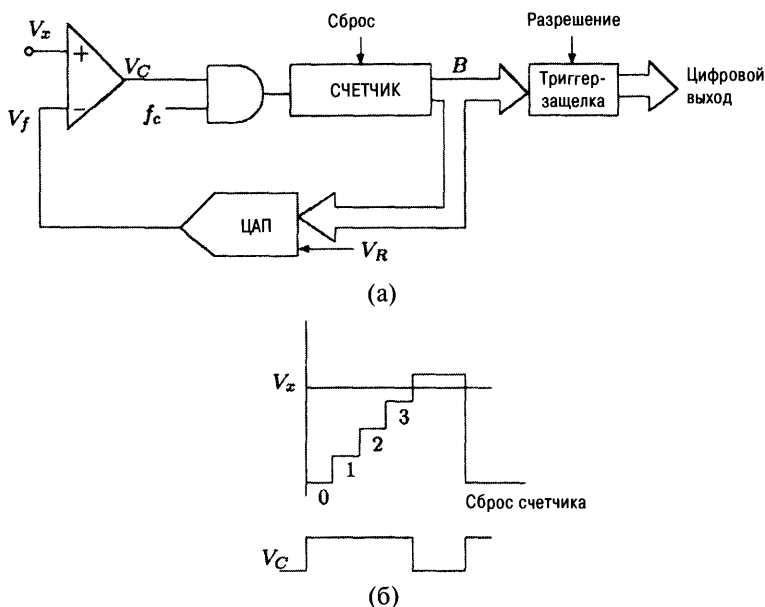 Сброс
Разрешение
V_x
+
V_C
B
СЧЕТЧИК
Триггер-
защелка
Цифровой
выход
−
V_f
f_c
ЦАП
V_R
(а)
V_x
3
2
1
0
Сброс счетчика
V_C
(б)